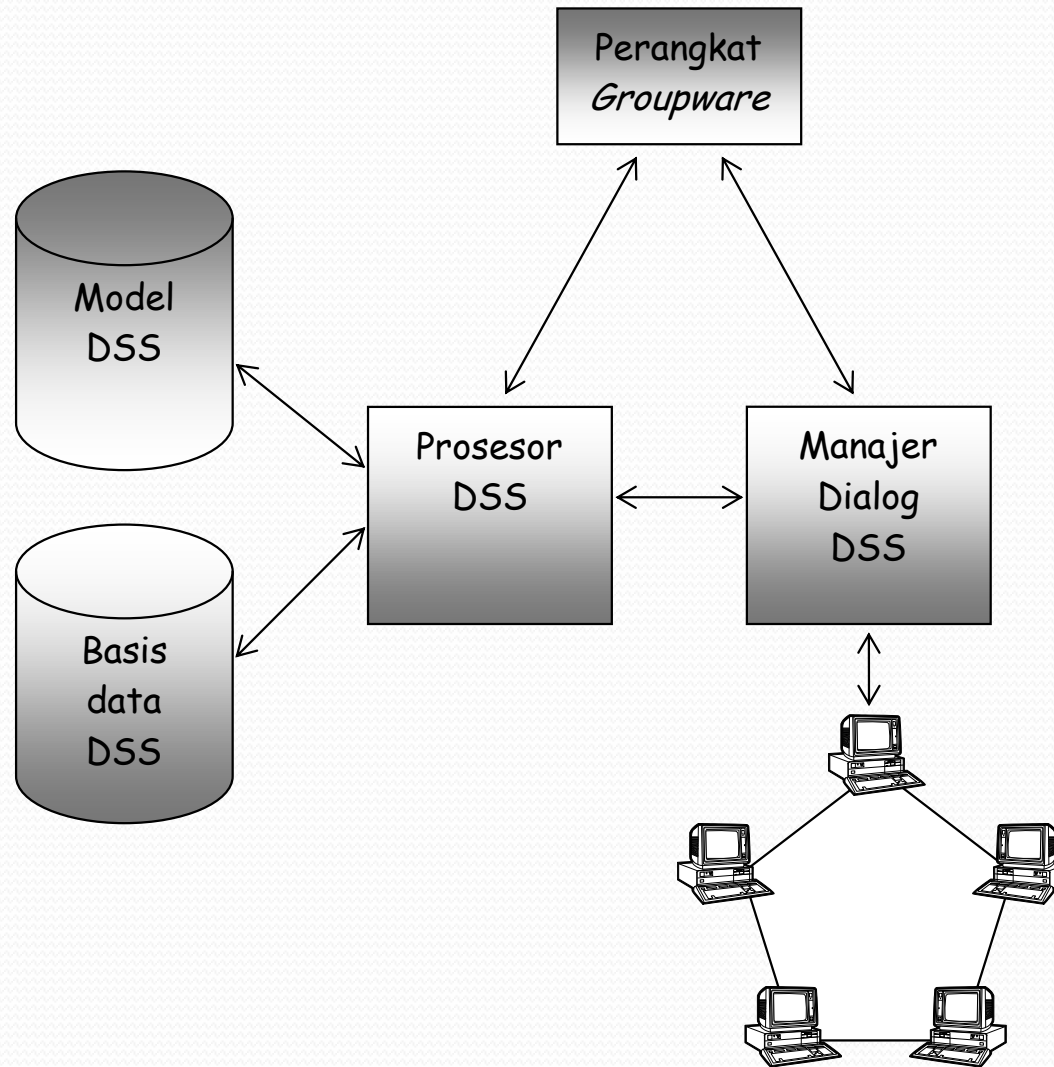 Perangkat
Groupware
Model
DSS
Prosesor
DSS
Manajer
Dialog
DSS
Basis
data
DSS